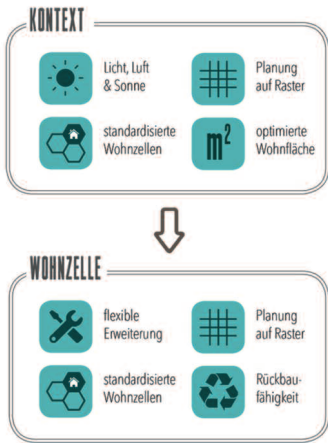 KONTEXT
Licht, Luft
& Sonne
Planung
auf Raster
standardisierte
Wohnzellen
m²
optimierte
Wohnfläche
WOHNZELLE
flexible
Erweiterung
Planung
auf Raster
standardisierte
Wohnzellen
Rückbau-
fähigkeit